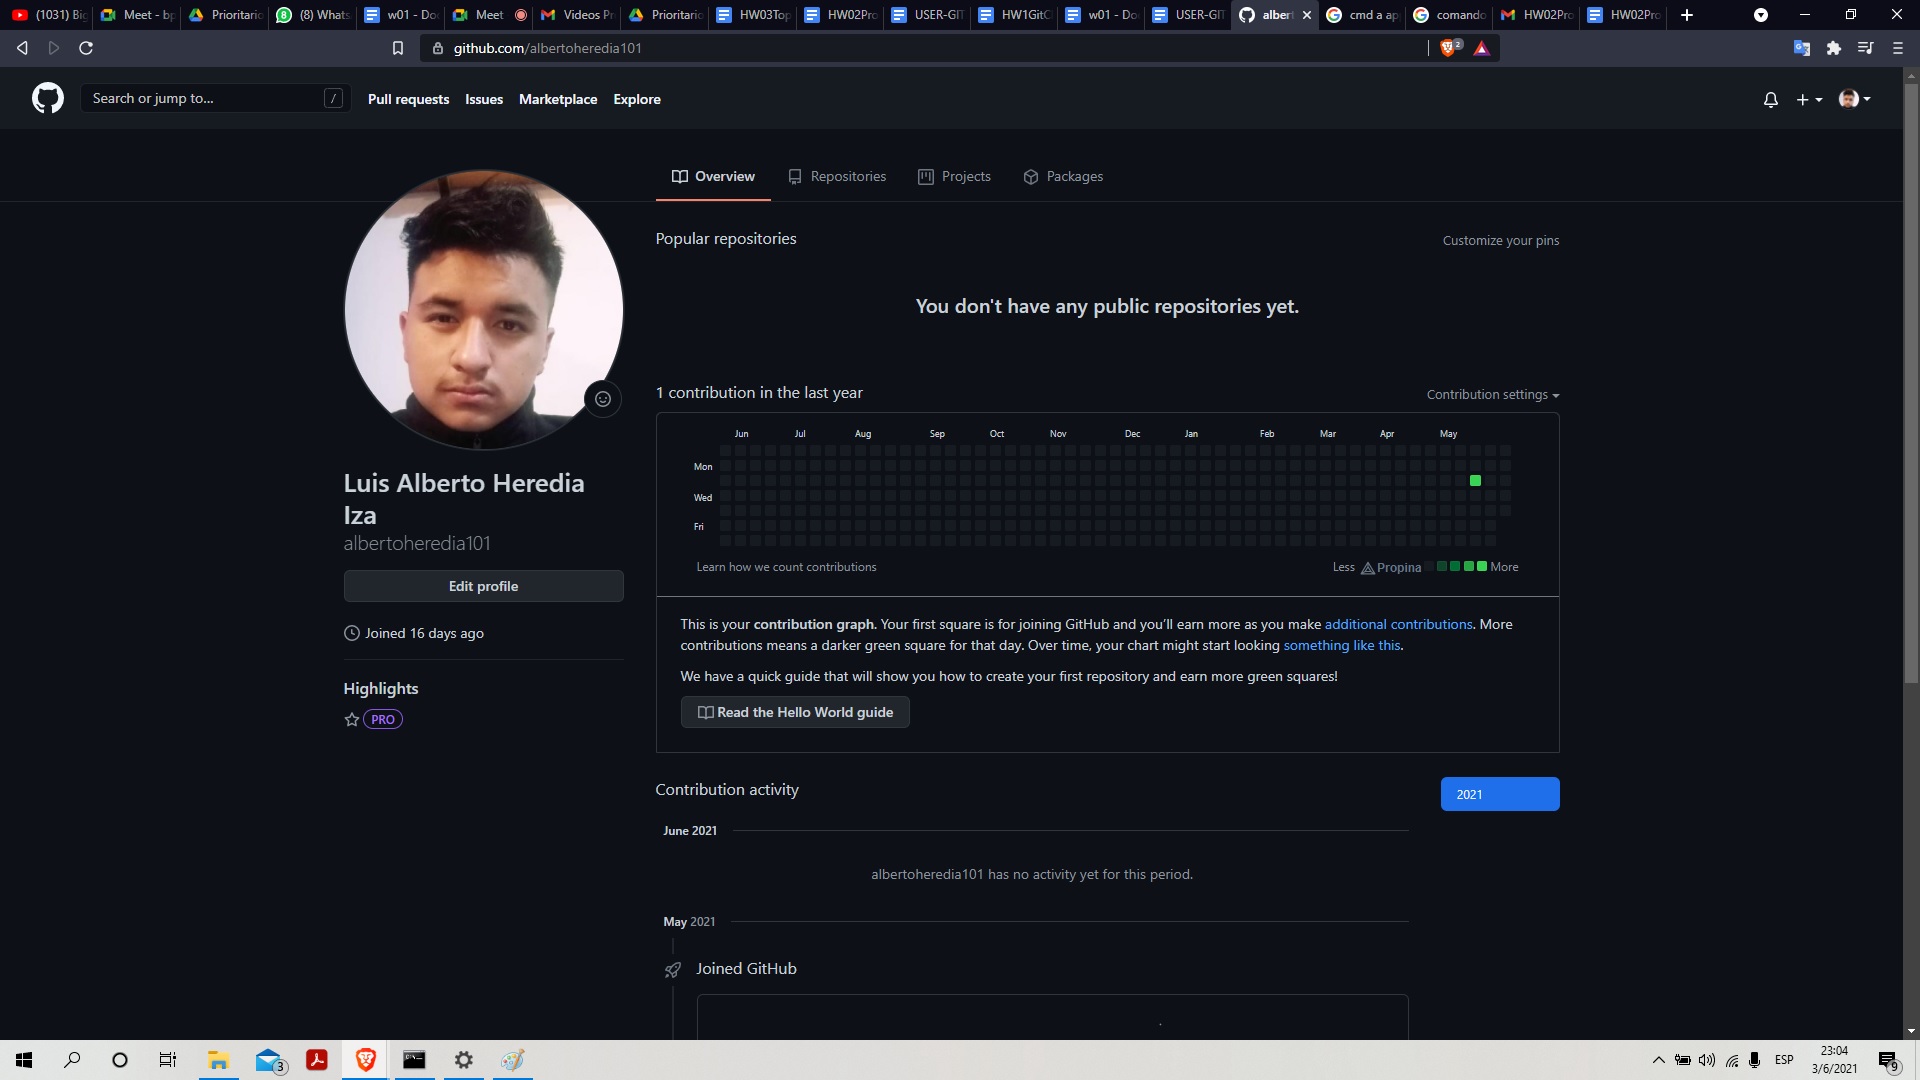 (1031) Big
Meet - bp
Prioritario
(8) Whats
w01 - Do
Meet
Videos Pr
Prioritario
HW03Top
HW02Pro
USER-GIT
HW1GitC
w01 - Do
USER-GIT
albert
cmd a ap
comando
HW02Pro
HW02Pro
github.com/albertoheredia101
2
Search or jump to...
/
Pull requests
Issues
Marketplace
Explore
Overview
Repositories
Projects
Packages
Popular repositories
Customize your pins
You don't have any public repositories yet.
1 contribution in the last year
Contribution settings
Jun Jul Aug Sep Oct Nov Dec Jan Feb Mar Apr May
Mon
Wed
Fri
Learn how we count contributions
Less Propina More
This is your contribution graph. Your first square is for joining GitHub and you'll earn more as you make additional contributions. More
contributions means a darker green square for that day. Over time, your chart might start looking something like this.
We have a quick guide that will show you how to create your first repository and earn more green squares!
Read the Hello World guide
Luis Alberto Heredia
Iza
albertoheredia101
Edit profile
Joined 16 days ago
Highlights
PRO
Contribution activity
2021
June 2021
albertoheredia101 has no activity yet for this period.
May 2021
Joined GitHub
3
ESP
23:04
3/6/2021
9